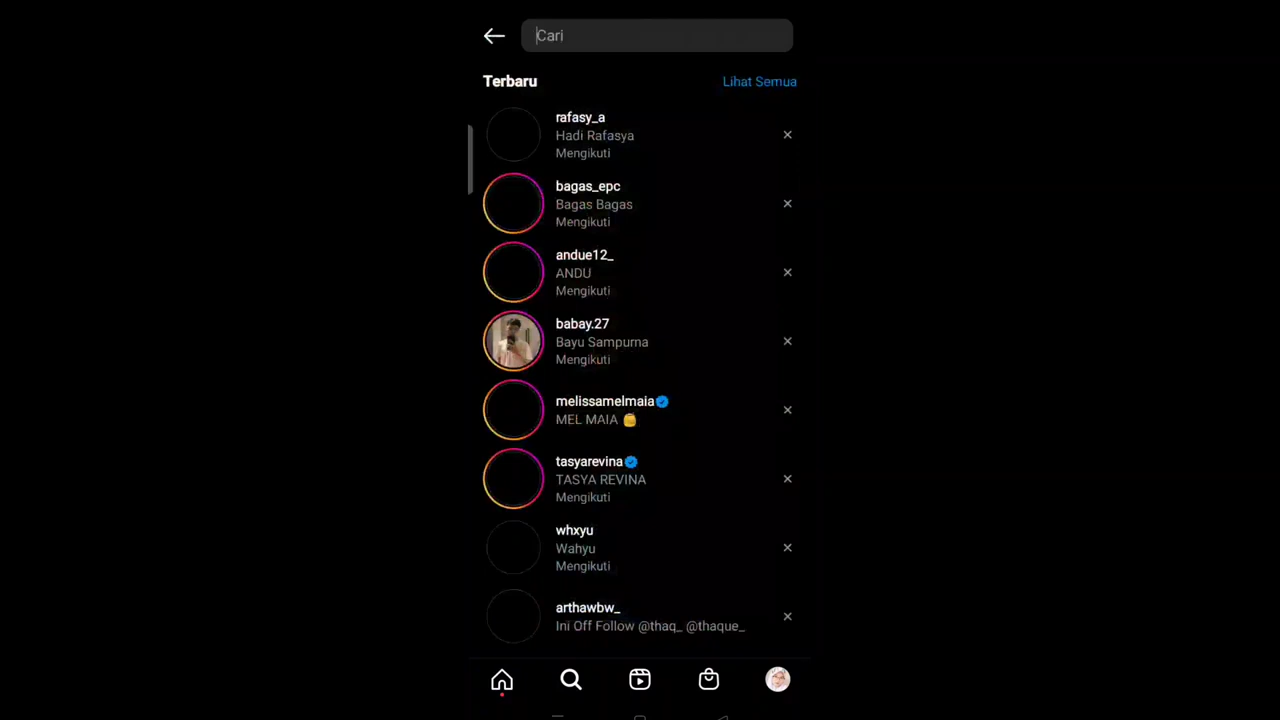 Cari
Terbaru
Lihat Semua
rafasy_a
Hadi Rafasya
Mengikuti
bagas_epc
Bagas Bagas
Mengikuti
andue12_
ANDU
Mengikuti
babay.27
Bayu Sampurna
Mengikuti
melissamelmaia
MEL MAIA 🍯
tasyarevina
TASYA REVINA
Mengikuti
whxyu
Wahyu
Mengikuti
arthawbw_
Ini Off Follow @thaq_ @thaque_